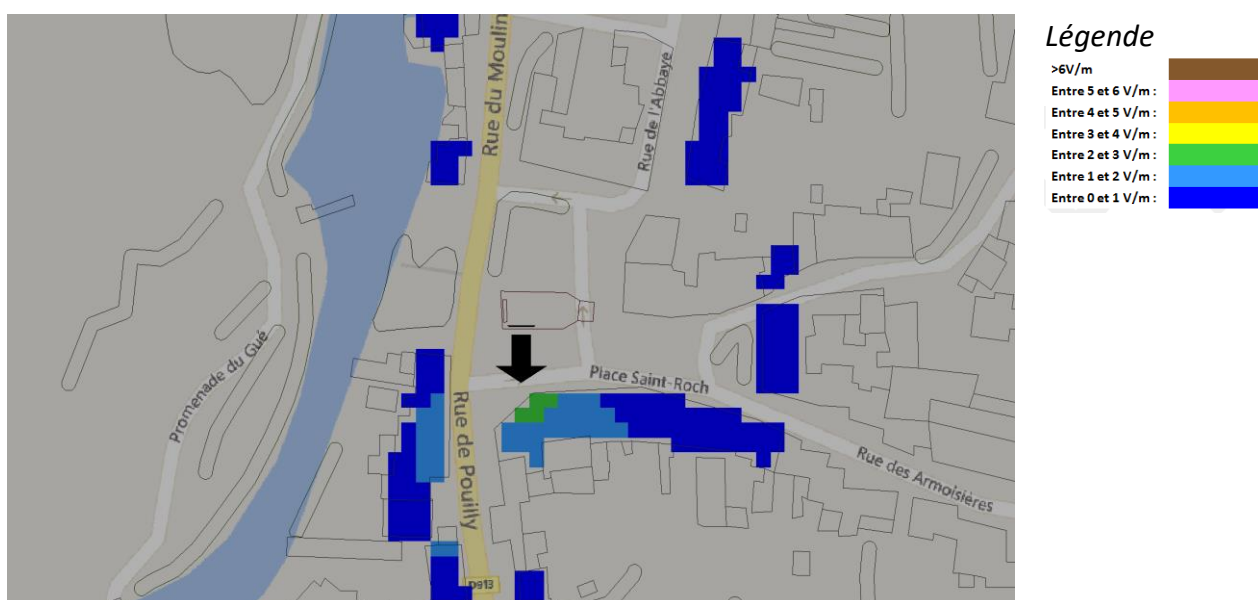 Légende
>6V/m
Entre 5 et 6 V/m :
Entre 4 et 5 V/m :
Entre 3 et 4 V/m :
Entre 2 et 3 V/m :
Entre 1 et 2 V/m :
Entre 0 et 1 V/m :
Rue du Moulin
Rue de l'Abbaye
Promenade du Gué
Place Saint-Roch
Rue de Pouilly
Rue des Armoisières
D913